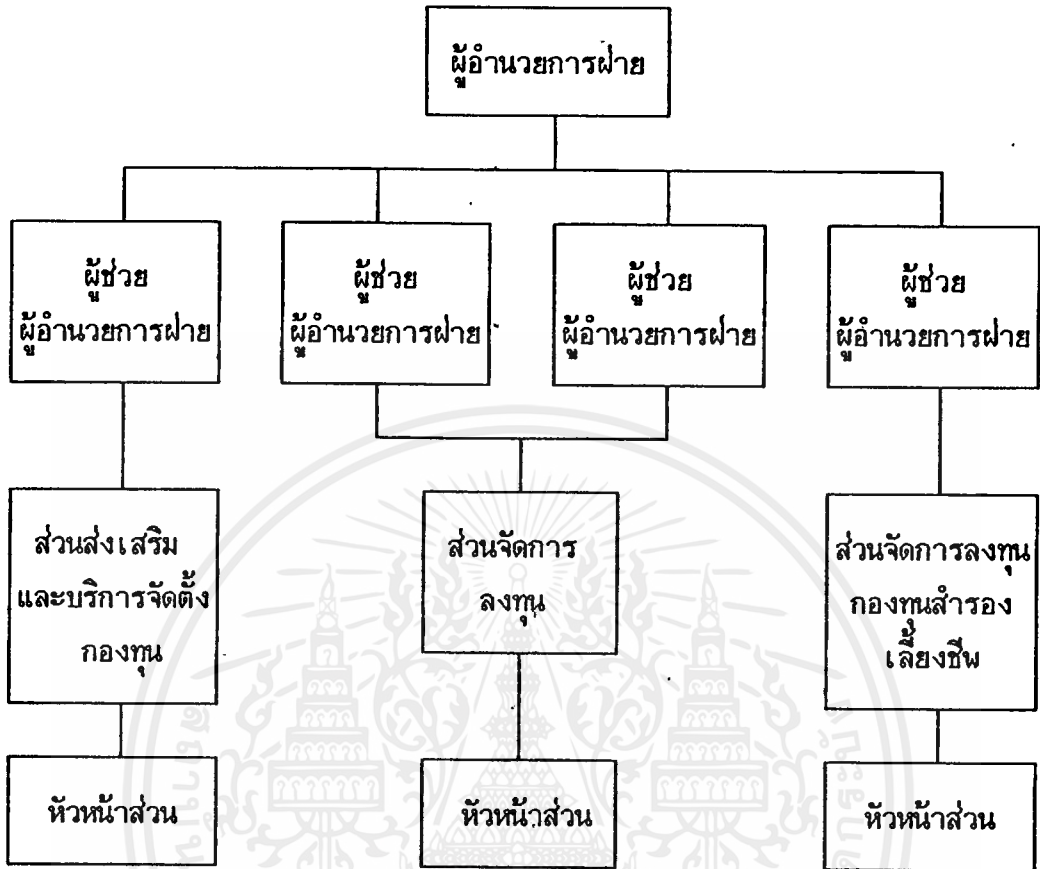 ผู้อำนวยการฝ่าย
ผู้ช่วย
ผู้อำนวยการฝ่าย
ผู้ช่วย
ผู้อำนวยการฝ่าย
ผู้ช่วย
ผู้อำนวยการฝ่าย
ผู้ช่วย
ผู้อำนวยการฝ่าย
ส่วนส่งเสริม
และบริการจัดตั้ง
กองทุน
ส่วนจัดการ
ลงทุน
ส่วนจัดการลงทุน
กองทุนสำรอง
เลี้ยงชีพ
หัวหน้าส่วน
หัวหน้าส่วน
หัวหน้าส่วน